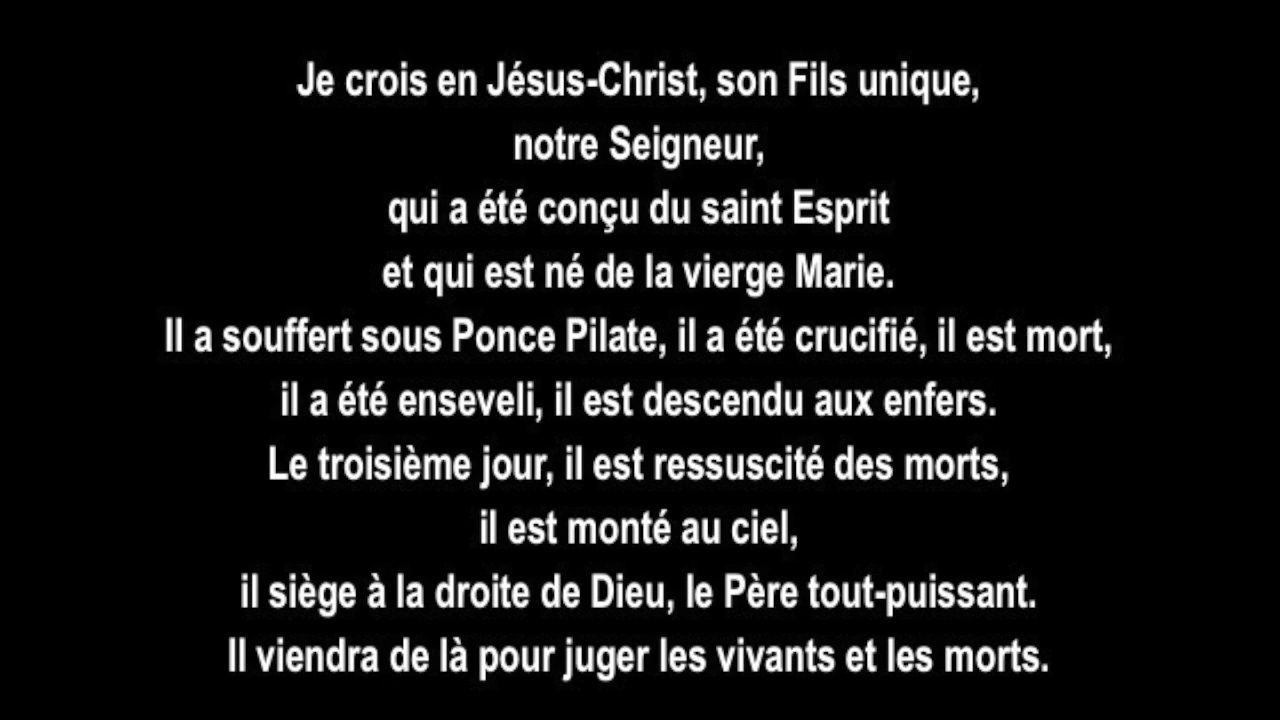 Je crois en Jésus-Christ, son Fils unique,
notre Seigneur,
qui a été conçu du saint Esprit
et qui est né de la vierge Marie.
Il a souffert sous Ponce Pilate, il a été crucifié, il est mort,
il a été enseveli, il est descendu aux enfers.
Le troisième jour, il est ressuscité des morts,
il est monté au ciel,
il siège à la droite de Dieu, le Père tout-puissant.
Il viendra de là pour juger les vivants et les morts.